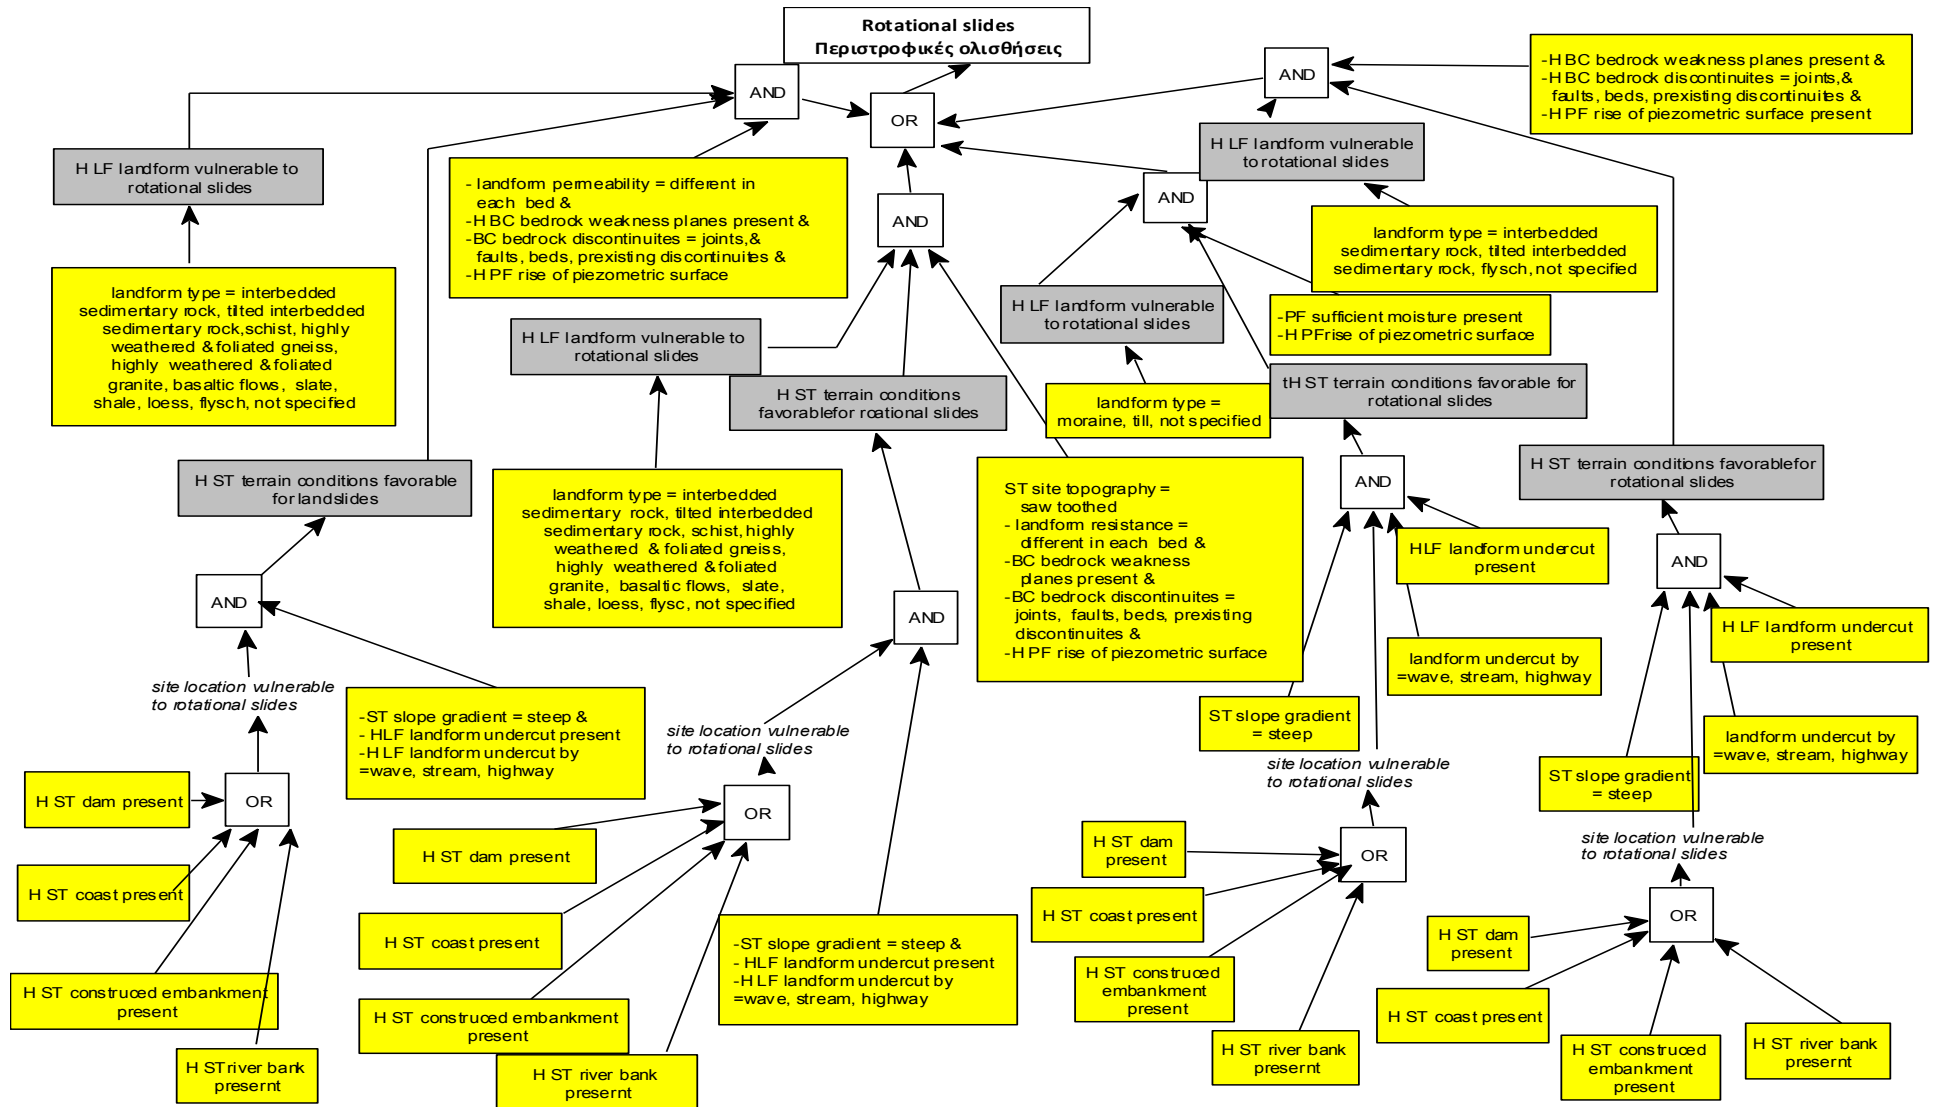 Rotational slides
Περιστροφικές ολισθήσεις
AND
OR
AND
-H BC bedrock weakness planes present &
-H BC bedrock discontinuites = joints,&
faults, beds, prexisting discontinuites &
-H PF rise of piezometric surface present
H LF landform vulnerable to
rotational slides
- landform permeability = different in
each bed &
-H BC bedrock weakness planes present &
-BC bedrock discontinuites = joints,&
faults, beds, prexisting discontinuites &
-H PF rise of piezometric surface
AND
AND
H LF landform vulnerable
to rotational slides
landform type = interbedded
sedimentary rock, tilted interbedded
sedimentary rock, flysch, not specified
landform type = interbedded
sedimentary rock, tilted interbedded
sedimentary rock,schist, highly
weathered & foliated gneiss,
highly weathered & foliated
granite, basaltic flows, slate,
shale, loess, flysch, not specified
H LF landform vulnerable to
rotational slides
H LF landform vulnerable
to rotational slides
-PF sufficient moisture present
-H PFrise of piezometric surface
H ST terrain conditions
favorablefor roational slides
landform type =
moraine, till, not specified
tH ST terrain conditions favorable for
rotational slides
H ST terrain conditions favorable
for landslides
landform type = interbedded
sedimentary rock, tilted interbedded
sedimentary rock, schist, highly
weathered & foliated gneiss,
highly weathered & foliated
granite, basaltic flows, slate,
shale, loess, flysc, not specified
ST site topography =
saw toothed
- landform resistance =
different in each bed &
-BC bedrock weakness
planes present &
-BC bedrock discontinuites =
joints, faults, beds, prexisting
discontinuites &
-H PF rise of piezometric surface
AND
H ST terrain conditions favorablefor
rotational slides
HLF landform undercut
present
AND
AND
AND
H LF landform undercut
present
landform undercut by
=wave, stream, highway
site location vulnerable
to rotational slides
-ST slope gradient = steep &
- HLF landform undercut present
-H LF landform undercut by
=wave, stream, highway
site location vulnerable
to rotational slides
ST slope gradient
= steep
landform undercut by
=wave, stream, highway
site location vulnerable
to rotational slides
ST slope gradient
= steep
H ST dam present
OR
OR
H ST dam present
H ST dam
present
OR
site location vulnerable
to rotational slides
H ST coast present
H ST coast present
H ST coast present
OR
H ST dam
present
-ST slope gradient = steep &
- HLF landform undercut present
-H LF landform undercut by
=wave, stream, highway
H ST construced embankment
present
H ST construced embankment
present
H ST construced
embankment
present
H ST coast present
H ST river bank
presernt
H ST river bank
presernt
H ST river bank
presernt
H ST construced
embankment
present
H ST river bank
presernt